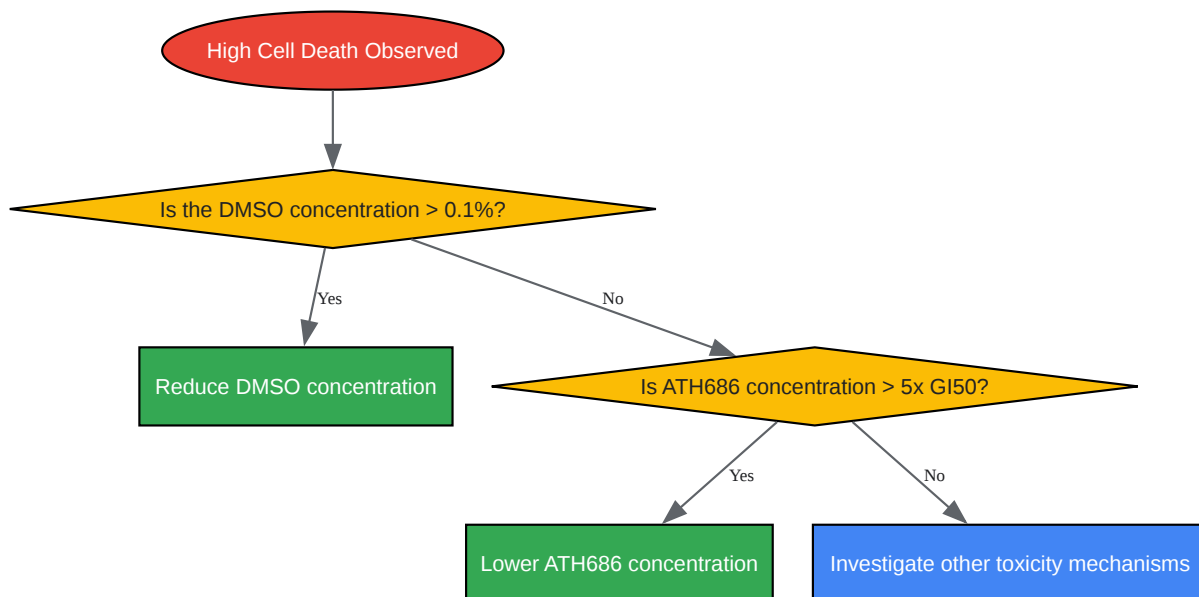 High Cell Death Observed
Is the DMSO concentration > 0.1%?
Yes
No
Reduce DMSO concentration
Is ATH686 concentration > 5x GI50?
Yes
No
Lower ATH686 concentration
Investigate other toxicity mechanisms